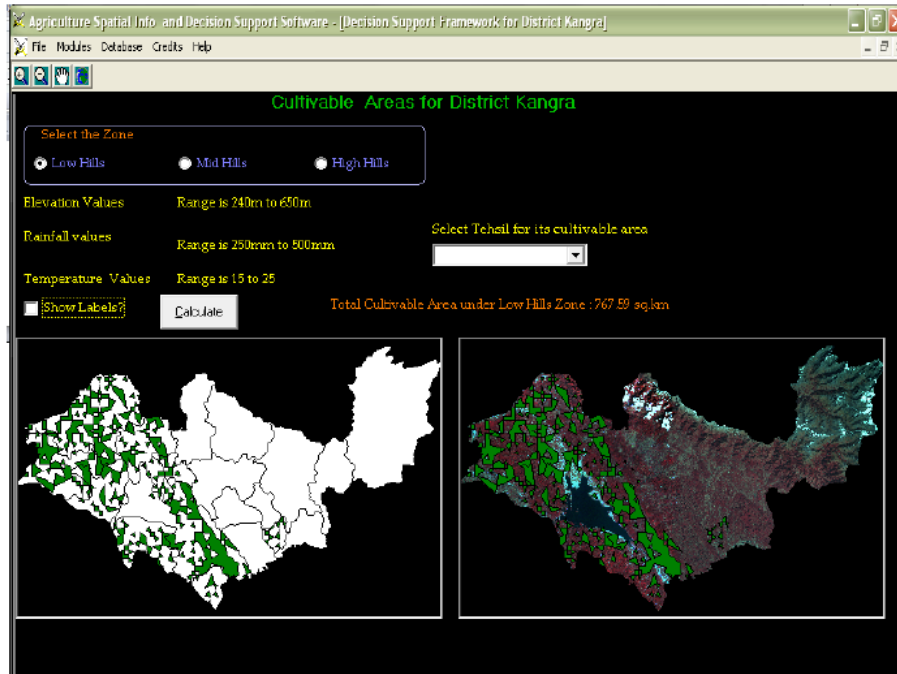 Agriculture Spatial Info and Decision Support Software - [Decision Support Framework for District Kangra]
File Modules Database Credits Help
Cultivable Areas for District Kangra
Select the Zone
Low Hills Mid Hills High Hills
Elevation Values Range is 240m to 650m
Select Tehsil for its cultivable area
Rainfall values Range is 250mm to 500mm
Temperature Values Range is 15 to 25
Show Labels? Calculate Total Cultivable Area under Low Hills Zone : 767.59 sq.km